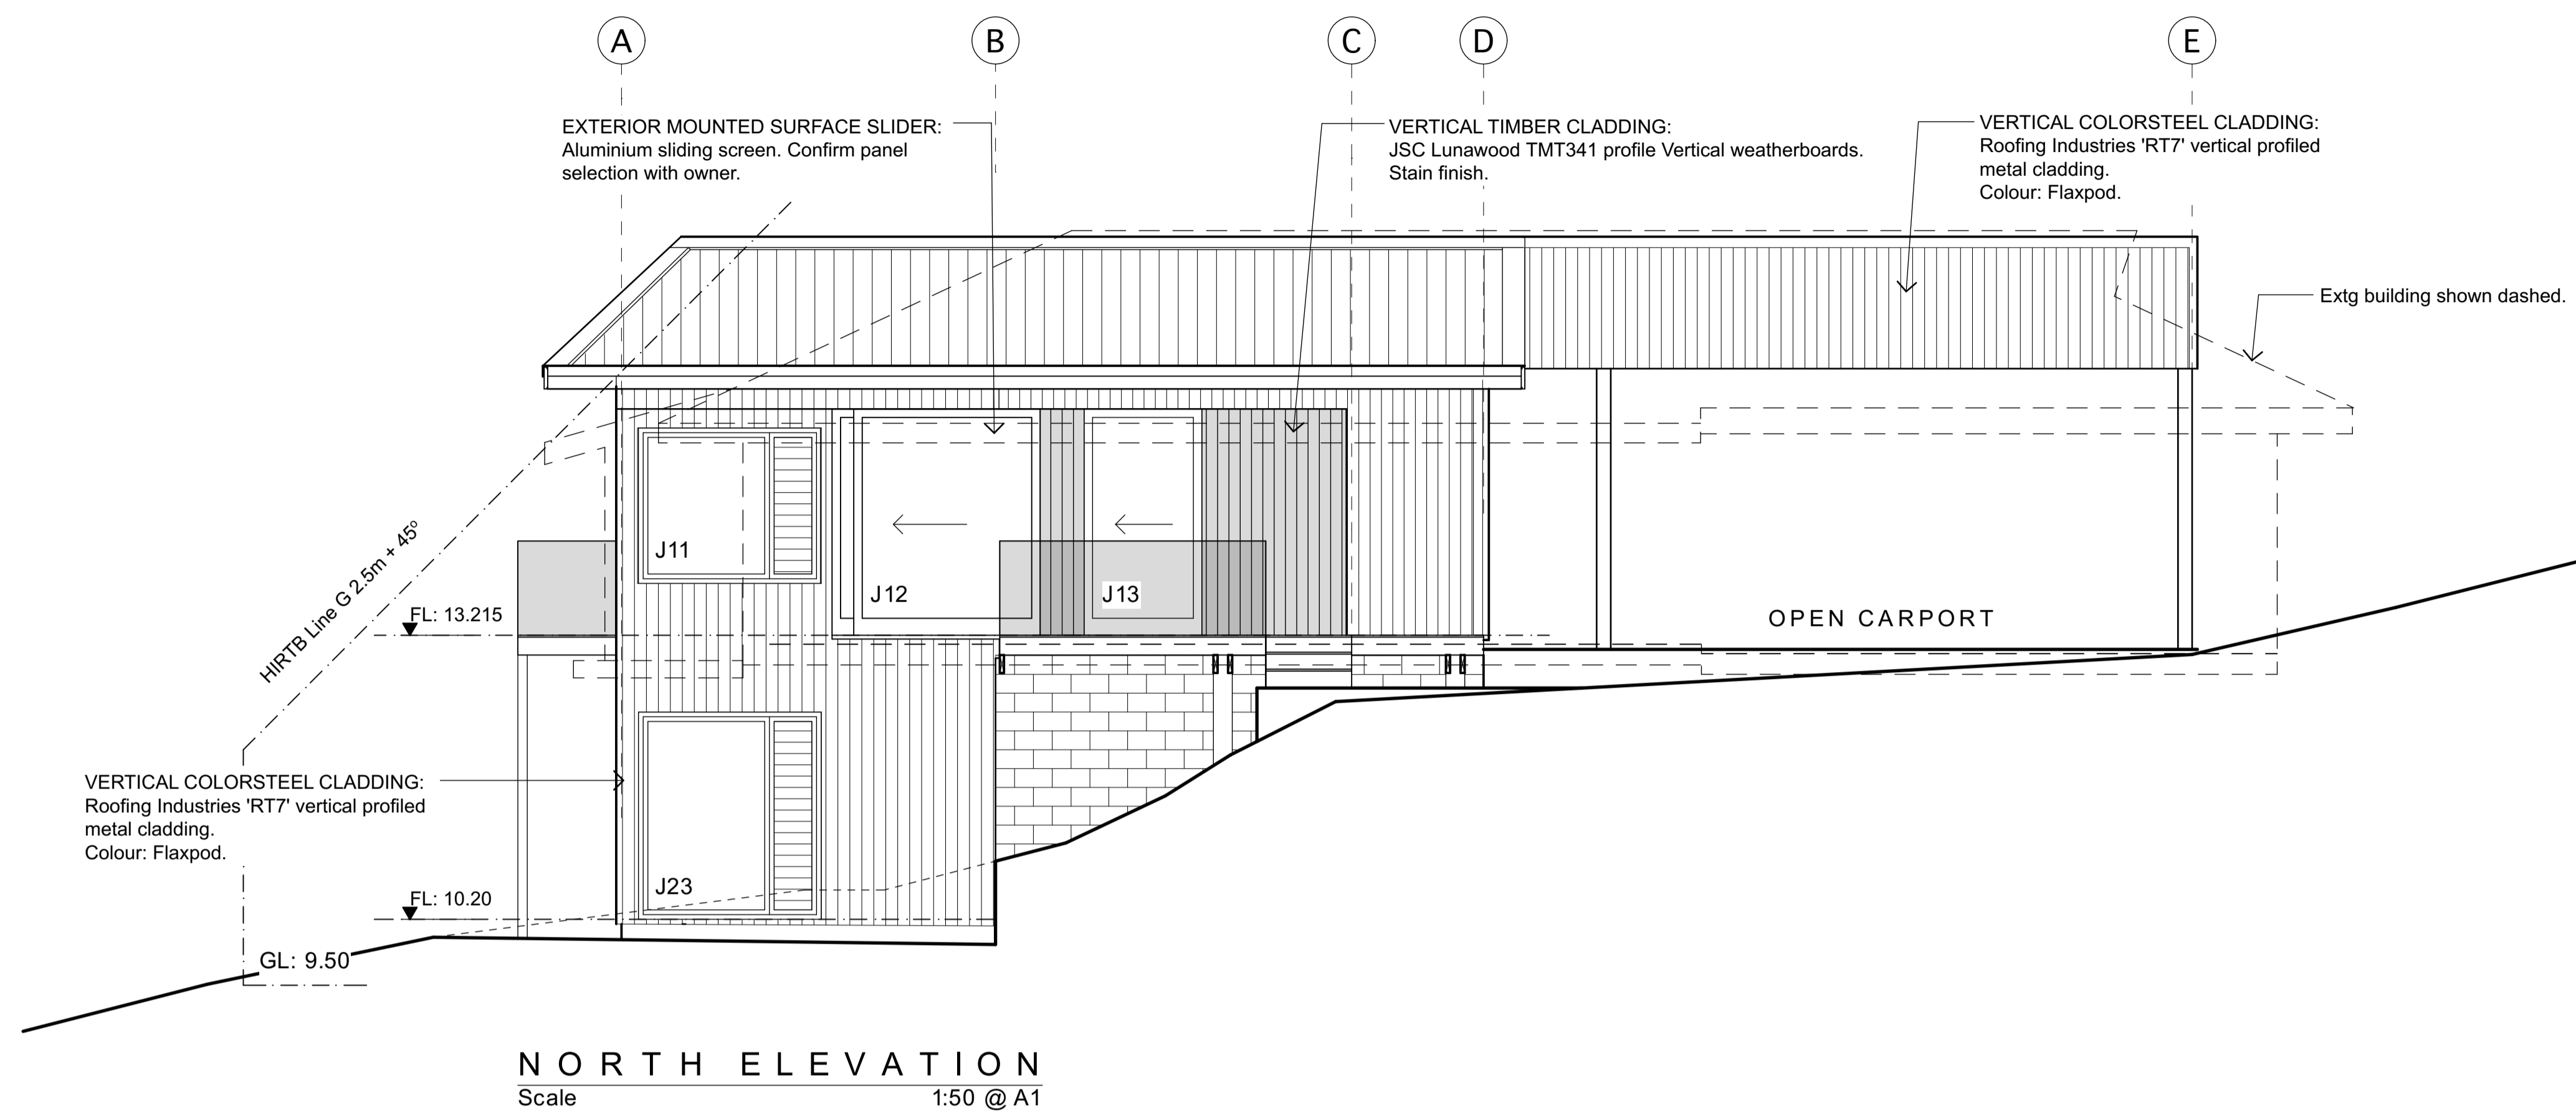 A
B
C
D
E
EXTERIOR MOUNTED SURFACE SLIDER:
Aluminium sliding screen. Confirm panel
selection with owner.
VERTICAL TIMBER CLADDING:
JSC Lunawood TMT341 profile Vertical weatherboards.
Stain finish.
VERTICAL COLORSTEEL CLADDING:
Roofing Industries 'RT7' vertical profiled
metal cladding.
Colour: Flaxpod.
Extg building shown dashed.
HIRTB Line G 2.5m + 45º
J11
J12
J13
FL: 13.215
OPEN CARPORT
VERTICAL COLORSTEEL CLADDING:
Roofing Industries 'RT7' vertical profiled
metal cladding.
Colour: Flaxpod.
J23
FL: 10.20
GL: 9.50
NORTH ELEVATION
Scale 1:50 @ A1